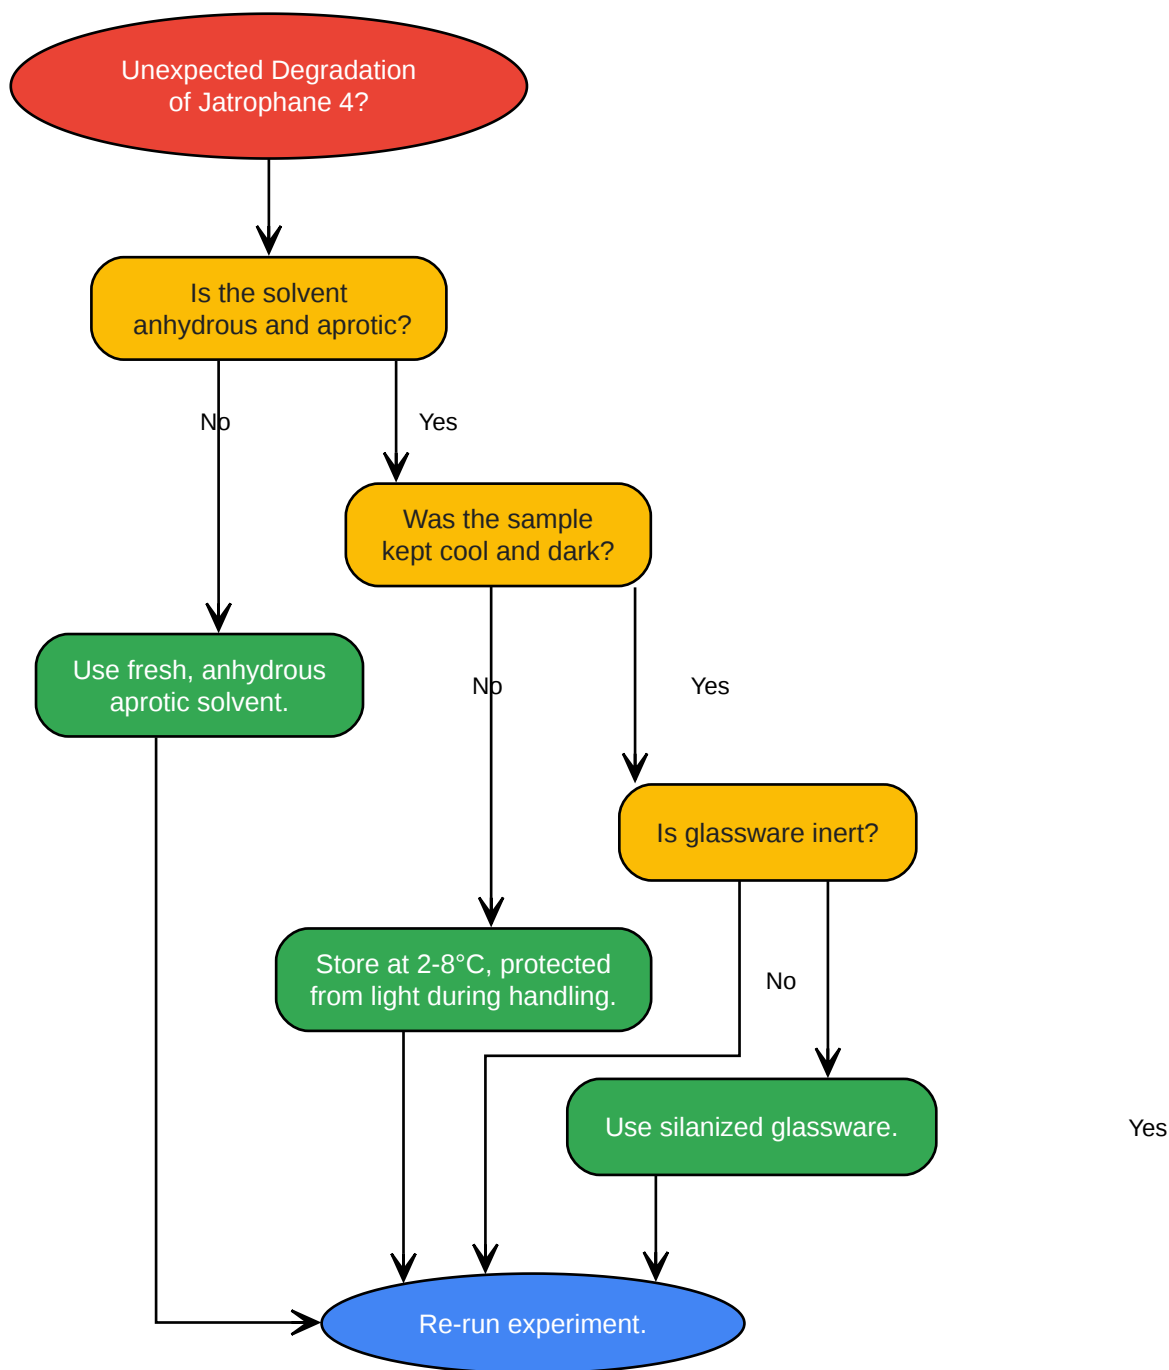 Unexpected Degradation
of Jatrophane 4?
Is the solvent
anhydrous and aprotic?
No
Yes
Was the sample
kept cool and dark?
Use fresh, anhydrous
aprotic solvent.
No
Yes
Is glassware inert?
Store at 2-8°C, protected
from light during handling.
No
Use silanized glassware.
Yes
Re-run experiment.